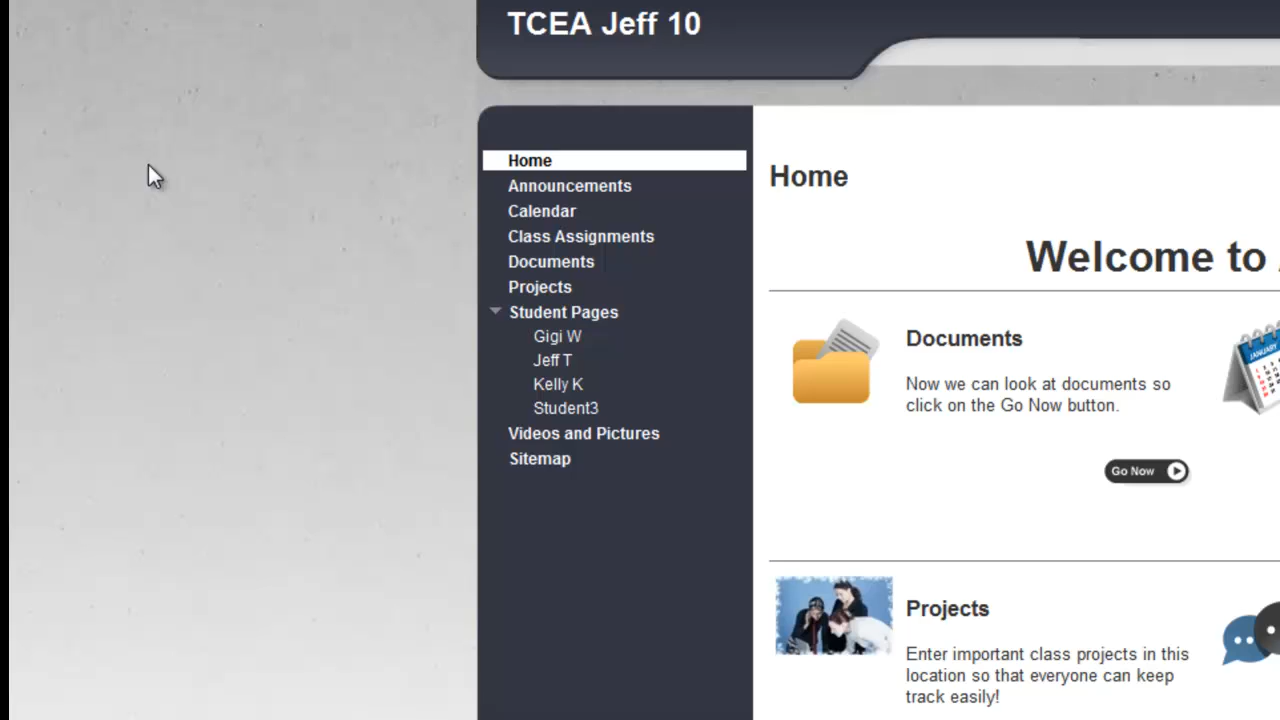 TCEA Jeff 10
Home
Announcements
Calendar
Class Assignments
Documents
Projects
Student Pages
Gigi W
Jeff T
Kelly K
Student3
Videos and Pictures
Sitemap
Home
Welcome to
Documents
Now we can look at documents so
click on the Go Now button.
Go Now
JANUARY
Projects
Enter important class projects in this
location so that everyone can keep
track easily!